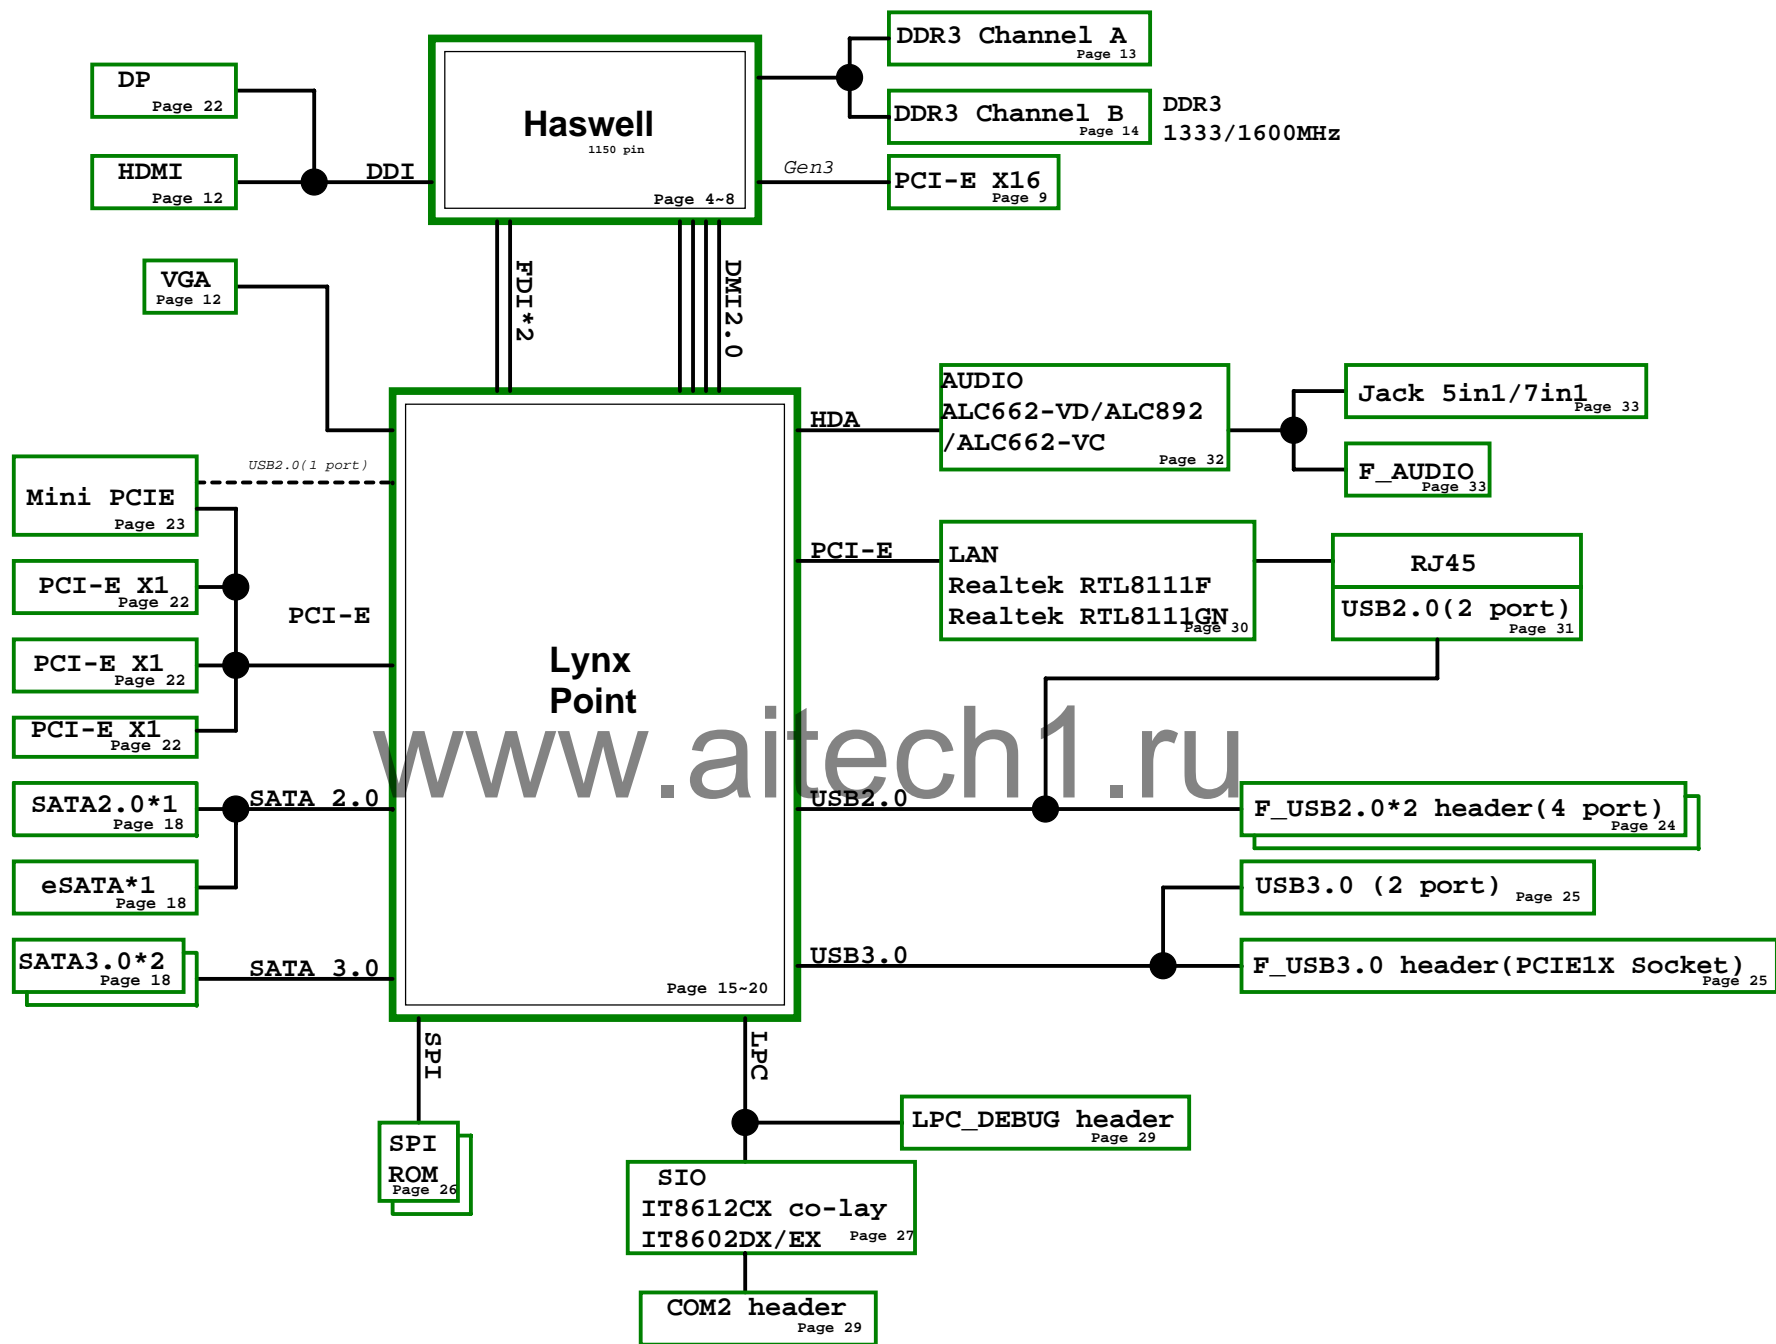 DP
Page 22
HDMI
Page 12
DDI
Haswell
1150 pin
Page 4~8
DDR3 Channel A
Page 13
DDR3 Channel B
Page 14
DDR3
1333/1600MHz
Gen3
PCI-E X16
Page 9
FDI*2
DMI2.0
VGA
Page 12
USB2.0(1 port)
Mini PCIE
Page 23
PCI-E X1
Page 22
PCI-E
PCI-E X1
Page 22
PCI-E X1
Page 22
SATA2.0*1
Page 18
SATA 2.0
eSATA*1
Page 18
SATA3.0*2
Page 18
SATA 3.0
Lynx
Point
Page 15~20
www.aitech1.ru
HDA
AUDIO
ALC662-VD/ALC892
/ALC662-VC
Page 32
Jack 5in1/7in1
Page 33
F_AUDIO
Page 33
PCI-E
LAN
Realtek RTL8111F
Realtek RTL8111GN
Page 30
RJ45
USB2.0(2 port)
Page 31
USB2.0
F_USB2.0*2 header(4 port)
Page 24
USB3.0 (2 port)
Page 25
USB3.0
F_USB3.0 header(PCIE1X Socket)
Page 25
SPI
SPI
ROM
Page 26
LPC
LPC_DEBUG header
Page 29
SIO
IT8612CX co-lay
IT8602DX/EX
Page 27
COM2 header
Page 29